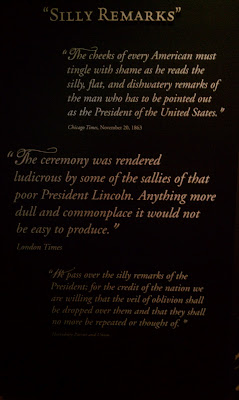 "SILLY REMARKS"
"The cheeks of every American must
tingle with shame as he reads the
silly, flat, and dishwatery remarks of
the man who has to be pointed out
as the President of the United States."
Chicago Times, November 20, 1863
"The ceremony was rendered
ludicrous by some of the sallies of that
poor President Lincoln. Anything more
dull and commonplace it would not
be easy to produce."
London Times
"We pass over the silly remarks of the
President; for the credit of the nation we
are willing that the veil of oblivion shall
be dropped over them and that they shall
no more be repeated or thought of."
Harrisburg Patriot and Union